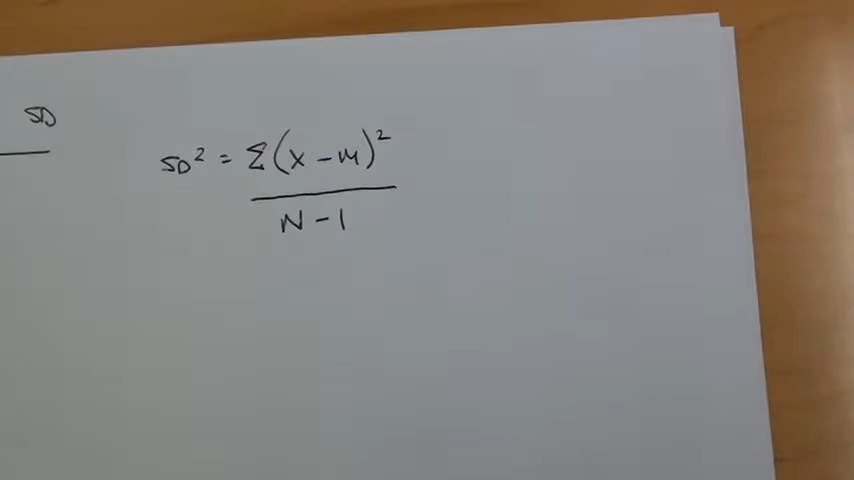 SD
SD² = Σ(X - M)²
N - 1